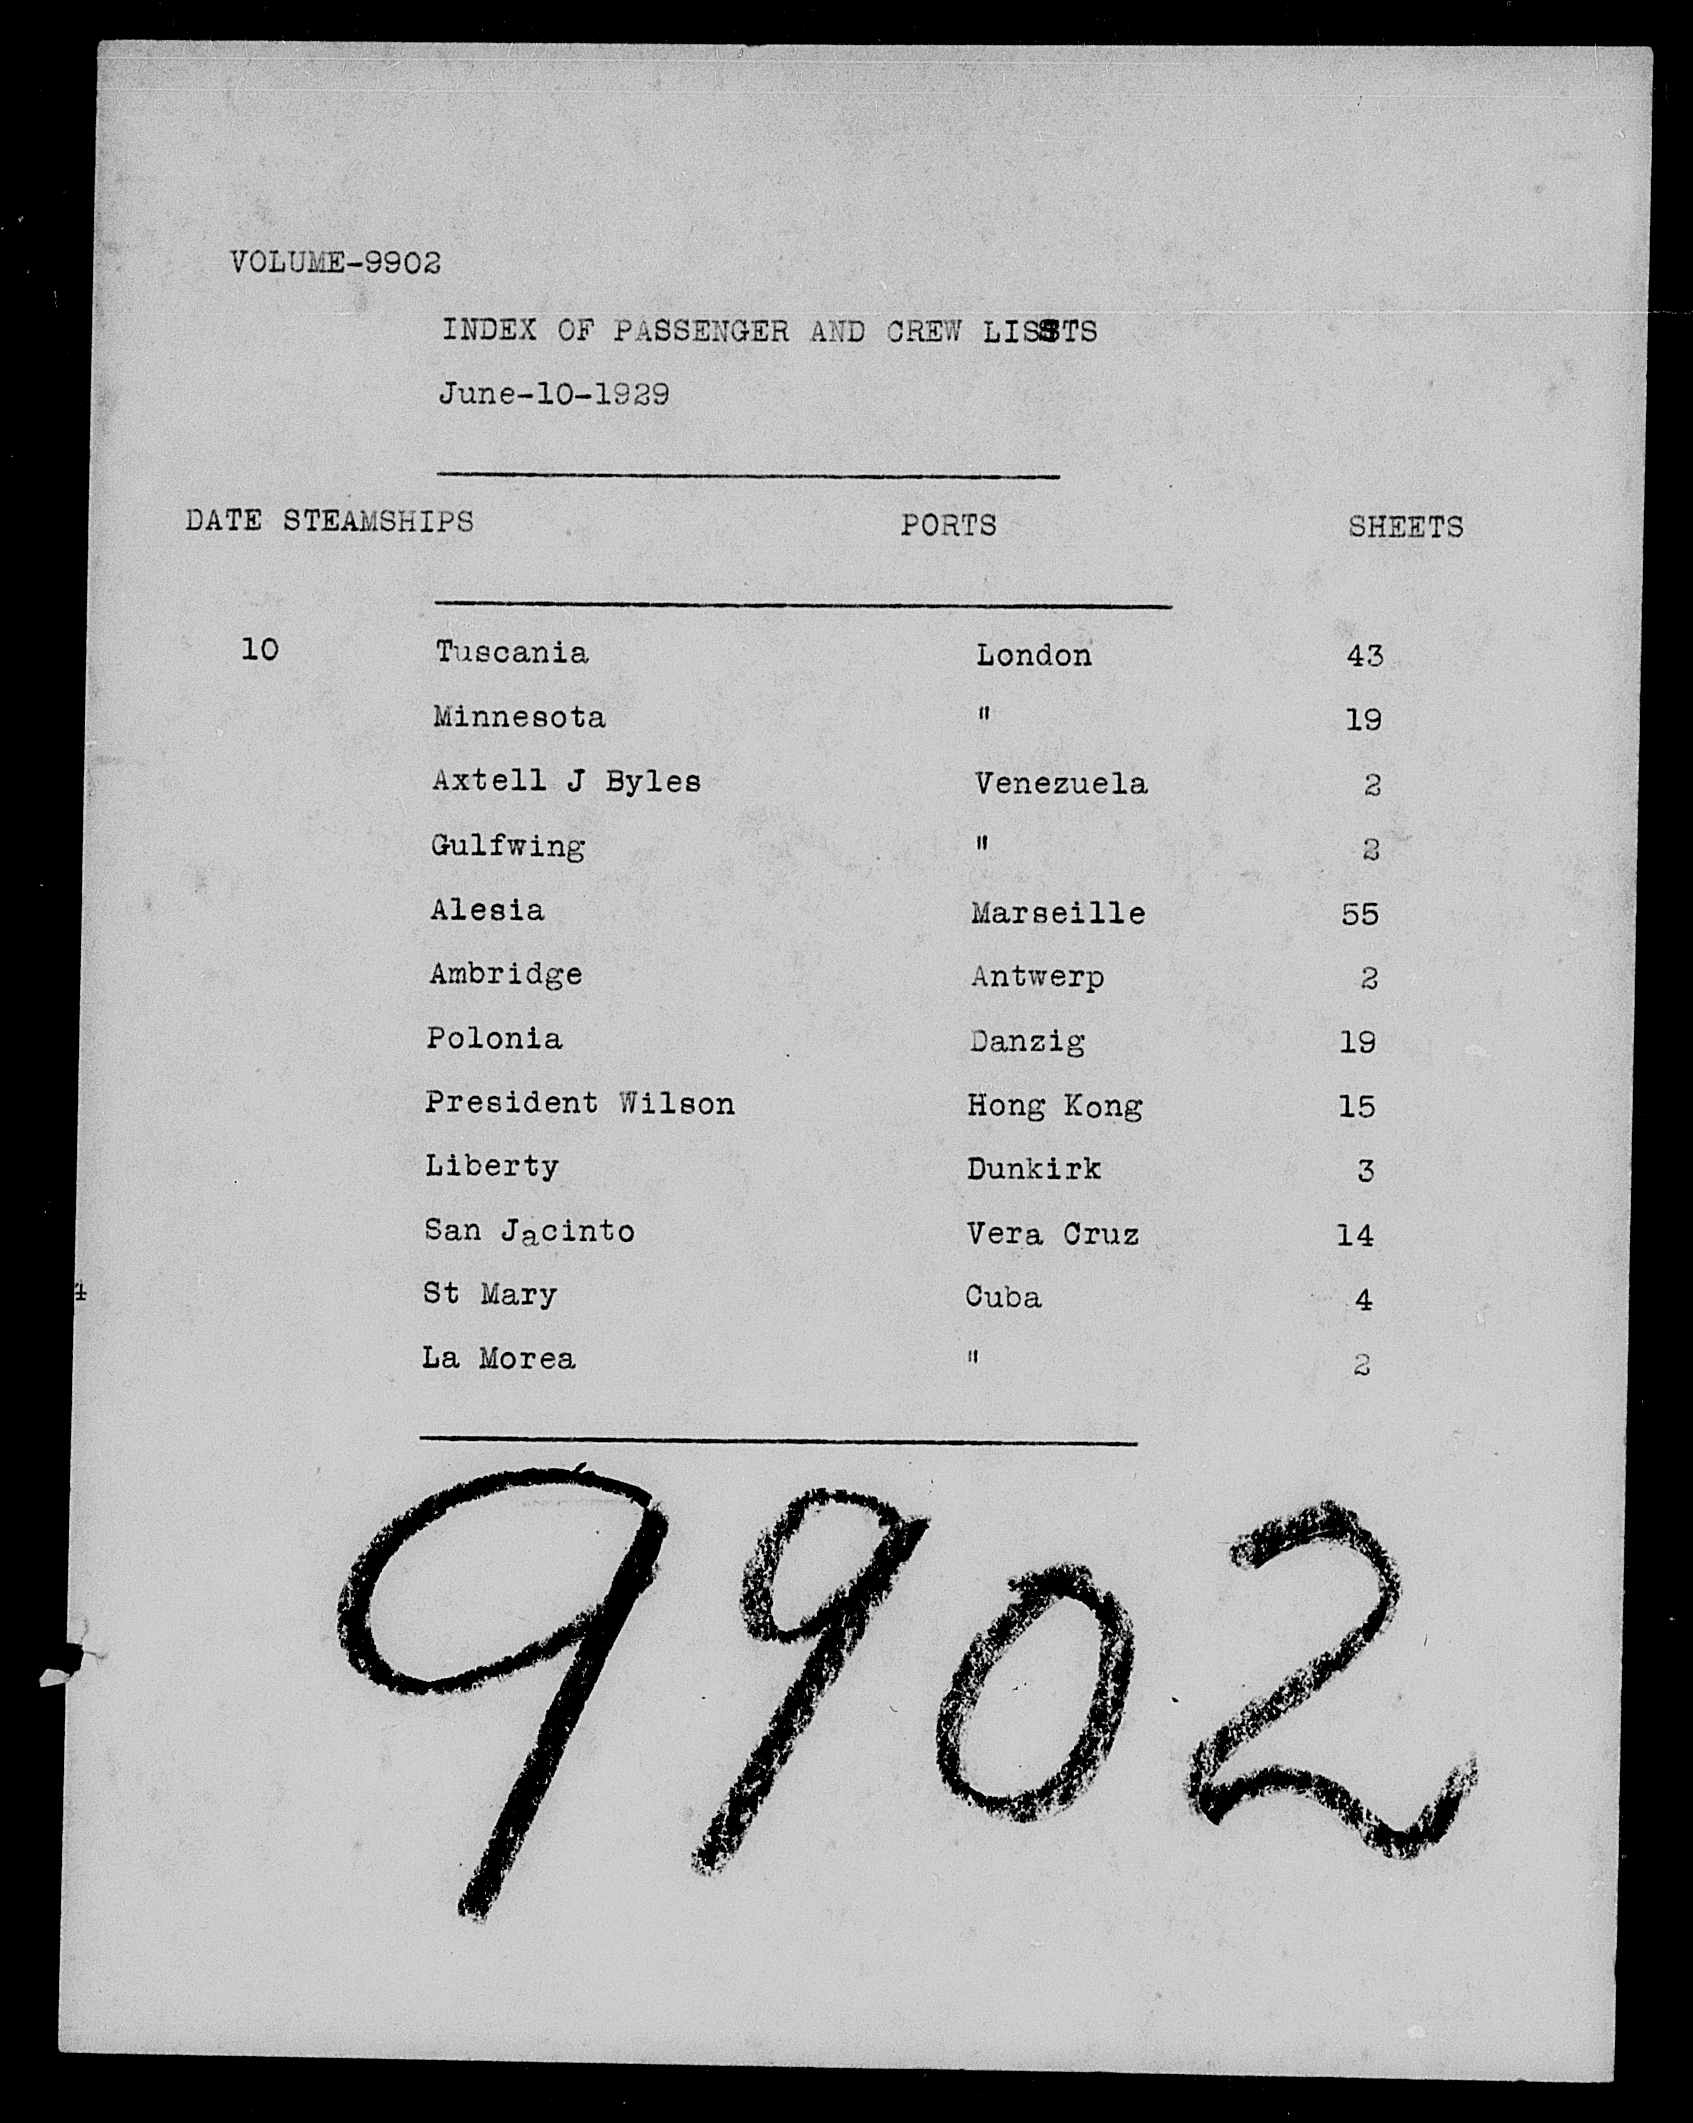 VOLUME-9902
INDEX OF PASSENGER AND CREW LISSTS
June-10-1929
DATE STEAMSHIPS PORTS SHEETS
10 Tuscania London 43
Minnesota " 19
Axtell J Byles Venezuela 2
Gulfwing " 2
Alesia Marseille 55
Ambridge Antwerp 2
Polonia Danzig 19
President Wilson Hong Kong 15
Liberty Dunkirk 3
San Jacinto Vera Cruz 14
4 St Mary Cuba 4
La Morea " 2
9902